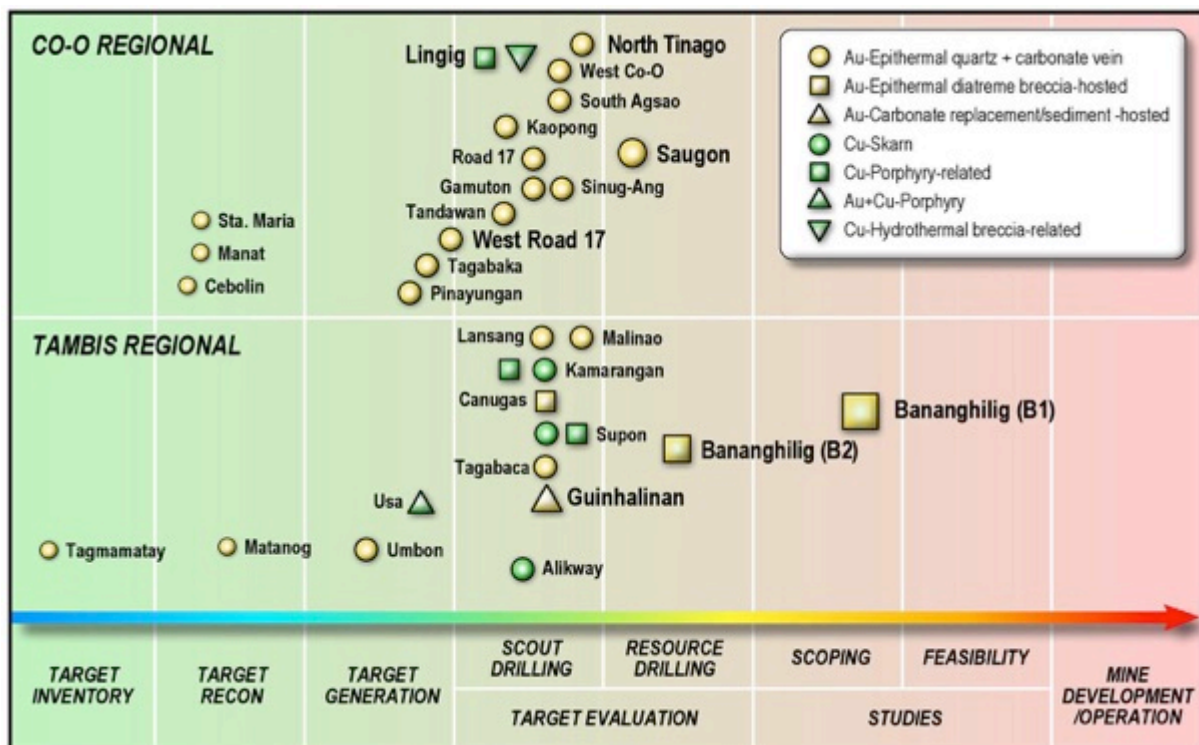 CO-O REGIONAL
Lingig
North Tinago
West Co-O
South Agsao
Kaopong
Road 17
Saugon
Gamuton
Sinug-Ang
Tandawan
Sta. Maria
West Road 17
Manat
Tagabaka
Cebolin
Pinayungan
Au-Epithermal quartz + carbonate vein
Au-Epithermal diatreme breccia-hosted
Au-Carbonate replacement/sediment -hosted
Cu-Skarn
Cu-Porphyry-related
Au+Cu-Porphyry
Cu-Hydrothermal breccia-related
TAMBIS REGIONAL
Lansang
Malinao
Kamarangan
Canugas
Bananghilig (B1)
Supon
Bananghilig (B2)
Tagabaca
Usa
Guinhalinan
Tagmamatay
Matanog
Umbon
Alikway
TARGET
INVENTORY
TARGET
RECON
TARGET
GENERATION
SCOUT
DRILLING
RESOURCE
DRILLING
TARGET EVALUATION
SCOPING
FEASIBILITY
STUDIES
MINE
DEVELOPMENT
/OPERATION